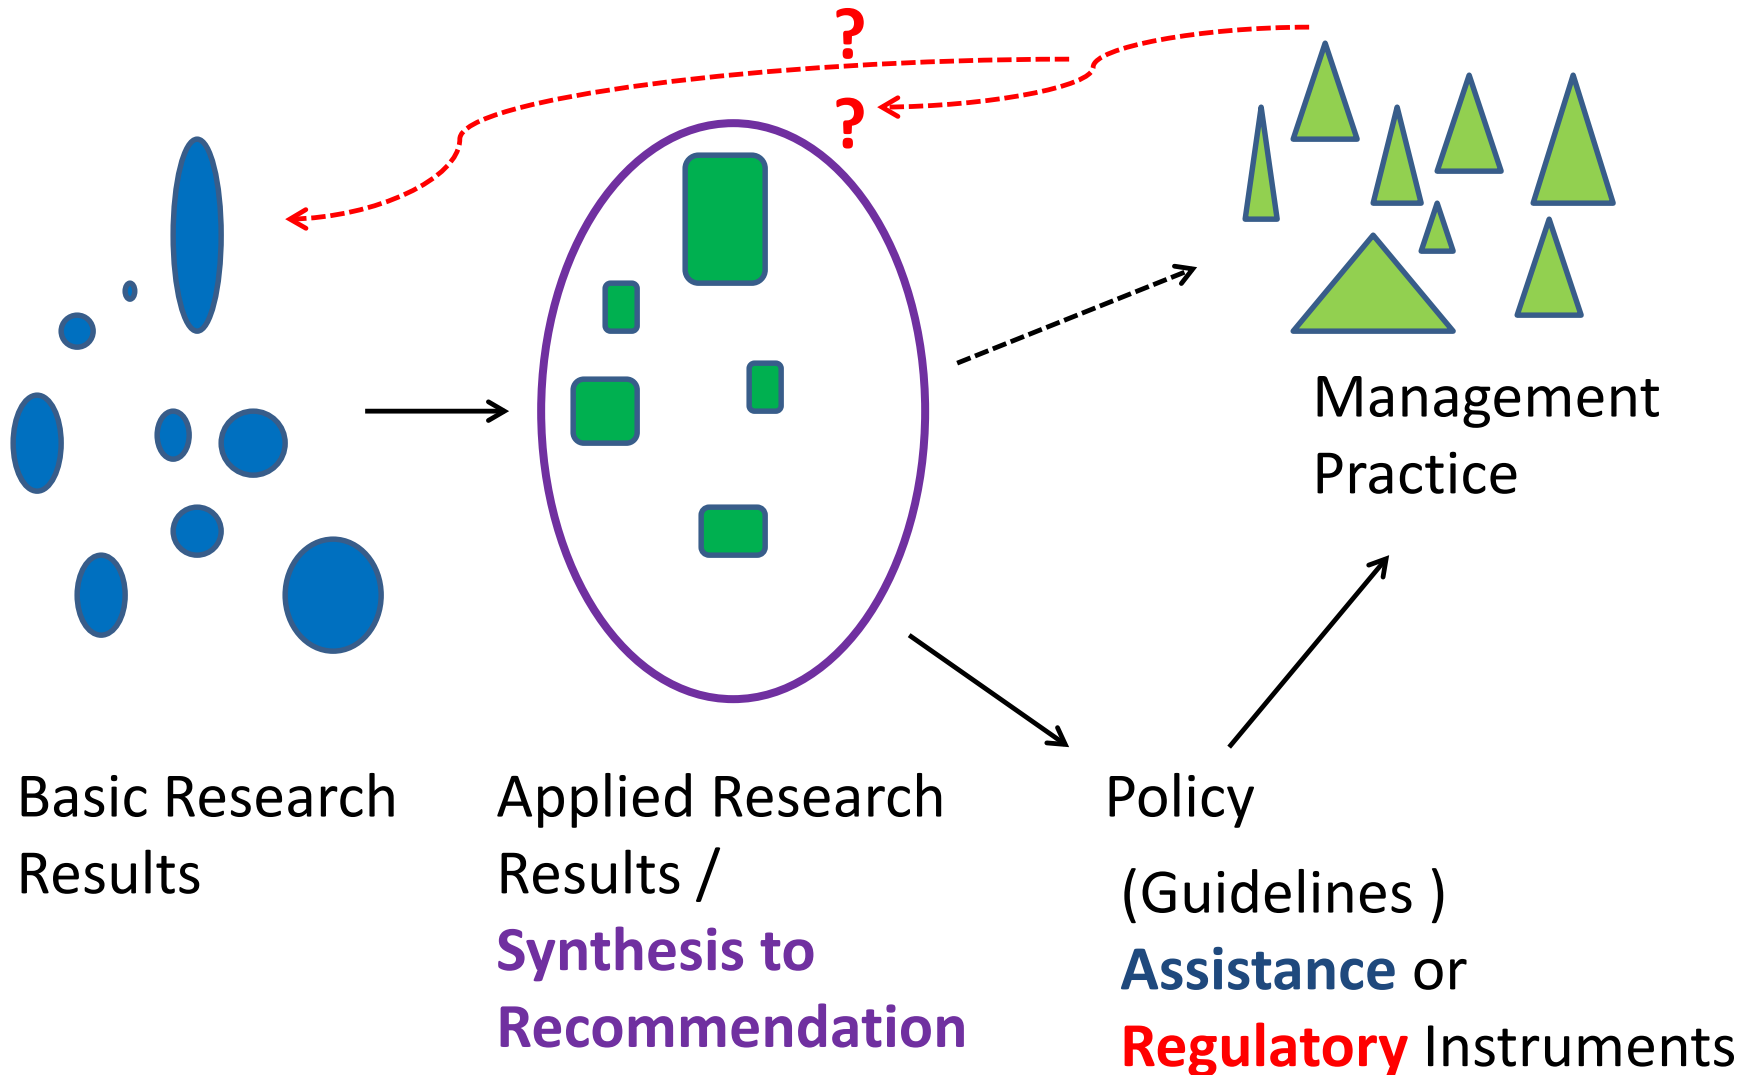 ?
?
Management
Practice
Basic Research
Results
Applied Research
Results /
Synthesis to
Recommendation
Policy
(Guidelines )
Assistance or
Regulatory Instruments